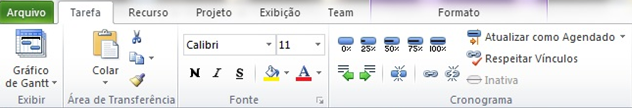 Arquivo Tarefa Recurso Projeto Exibição Team Formato
Gráfico
de Gantt
Exibir
Colar
Área de Transferência
Calibri 11
N I S A
Fonte
0% 25% 50% 75% 100%
Atualizar como Agendado
Respeitar Vínculos
Inativa
Cronograma